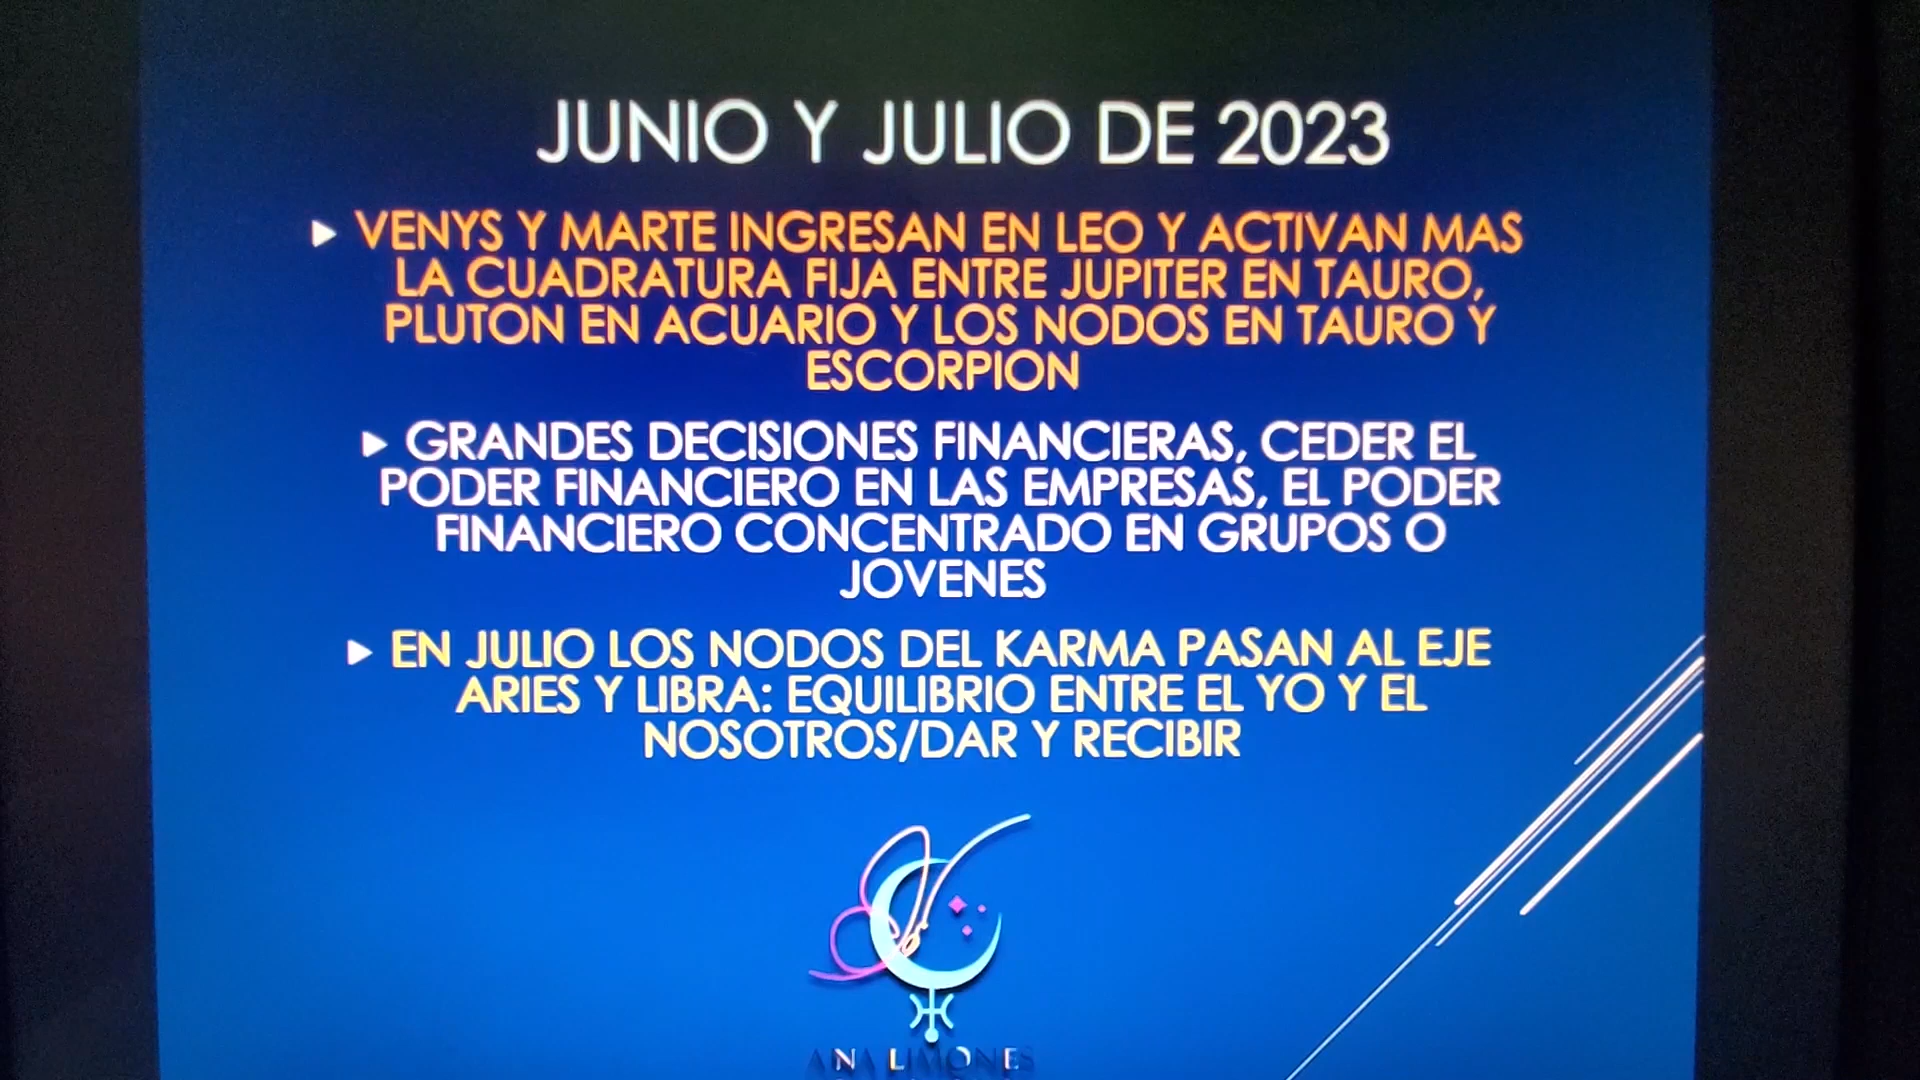 JUNIO Y JULIO DE 2023
VENYS Y MARTE INGRESAN EN LEO Y ACTIVAN MAS
LA CUADRATURA FIJA ENTRE JUPITER EN TAURO,
PLUTON EN ACUARIO Y LOS NODOS EN TAURO Y
ESCORPION
GRANDES DECISIONES FINANCIERAS, CEDER EL
PODER FINANCIERO EN LAS EMPRESAS, EL PODER
FINANCIERO CONCENTRADO EN GRUPOS O
JOVENES
EN JULIO LOS NODOS DEL KARMA PASAN AL EJE
ARIES Y LIBRA: EQUILIBRIO ENTRE EL YO Y EL
NOSOTROS/DAR Y RECIBIR
ANA LIMONES